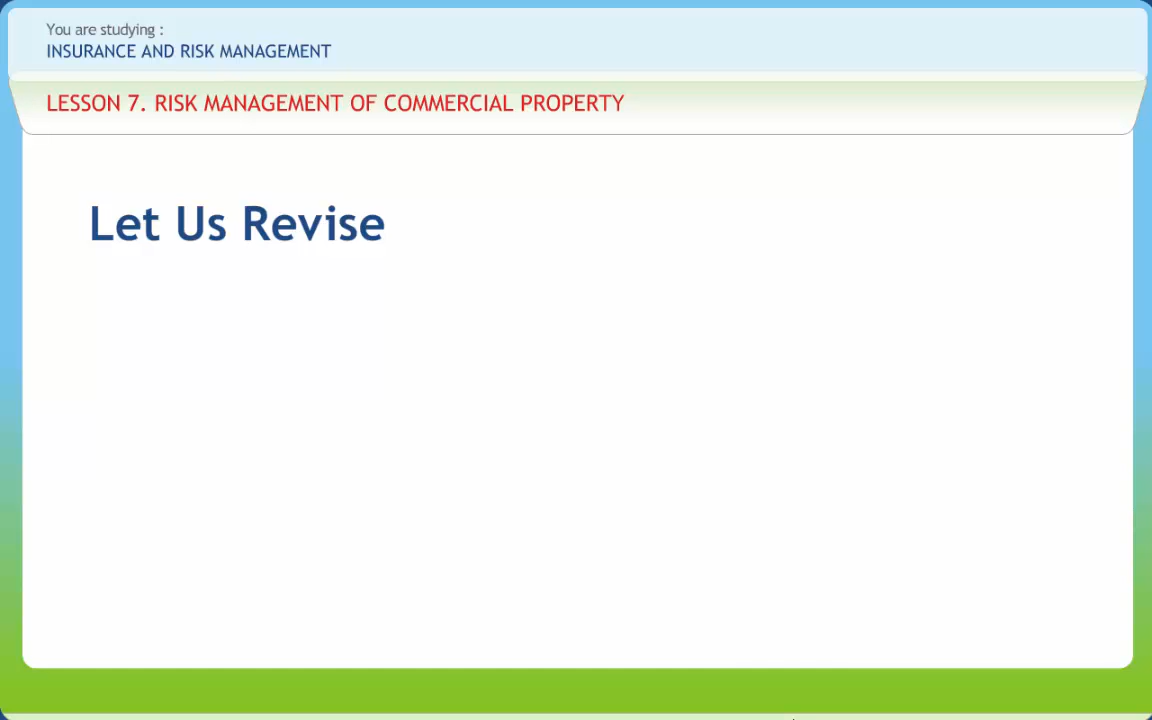 You are studying :
INSURANCE AND RISK MANAGEMENT
LESSON 7. RISK MANAGEMENT OF COMMERCIAL PROPERTY
Let Us Revise